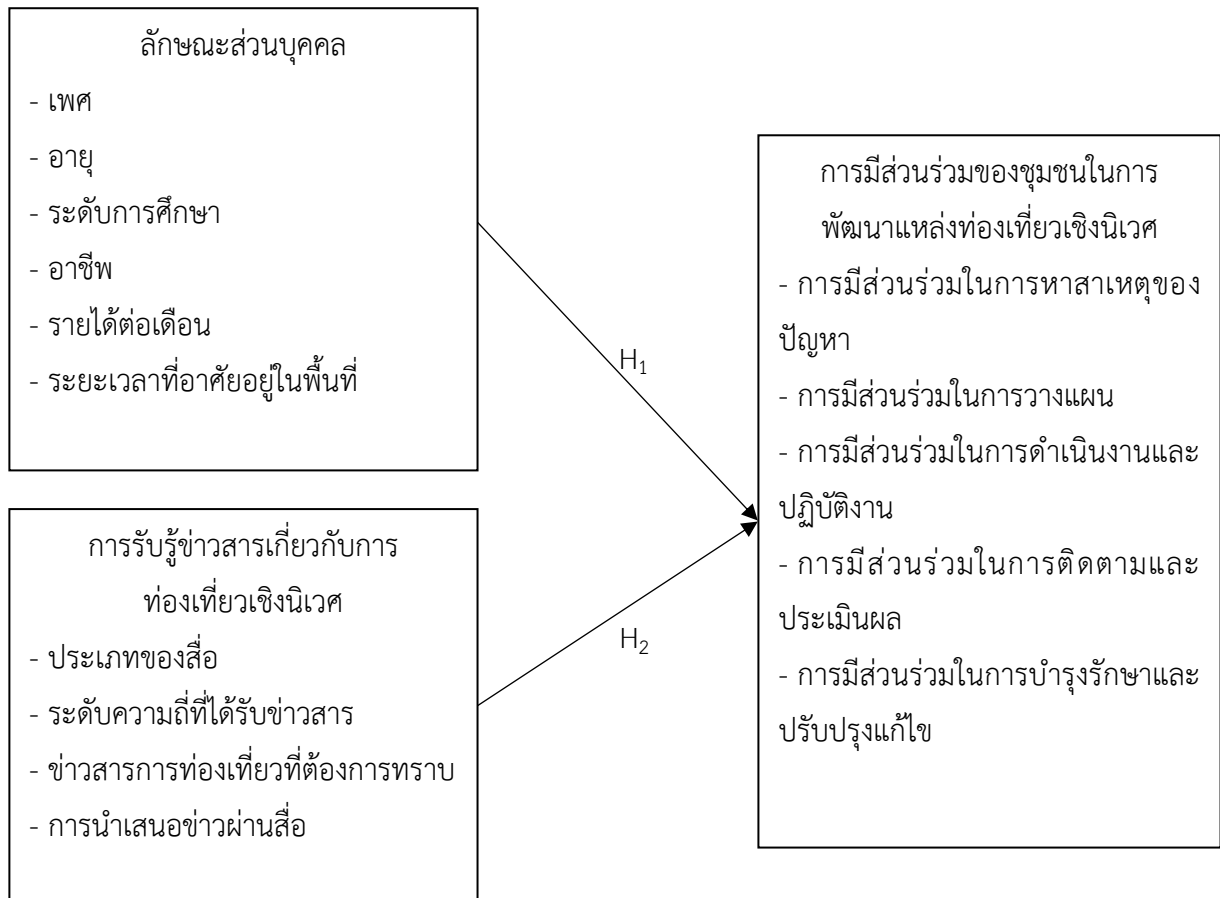 ลักษณะส่วนบุคคล
- เพศ
- อายุ
- ระดับการศึกษา
- อาชีพ
- รายได้ต่อเดือน
- ระยะเวลาที่อาศัยอยู่ในพื้นที่
การรับรู้ข่าวสารเกี่ยวกับการ
ท่องเที่ยวเชิงนิเวศ
- ประเภทของสื่อ
- ระดับความถี่ที่ได้รับข่าวสาร
- ข่าวสารการท่องเที่ยวที่ต้องการทราบ
- การนำเสนอข่าวผ่านสื่อ
H₁
H₂
การมีส่วนร่วมของชุมชนในการ
พัฒนาแหล่งท่องเที่ยวเชิงนิเวศ
- การมีส่วนร่วมในการหาสาเหตุของ
ปัญหา
- การมีส่วนร่วมในการวางแผน
- การมีส่วนร่วมในการดำเนินงานและ
ปฏิบัติงาน
- การมีส่วนร่วมในการติดตามและ
ประเมินผล
- การมีส่วนร่วมในการบำรุงรักษาและ
ปรับปรุงแก้ไข